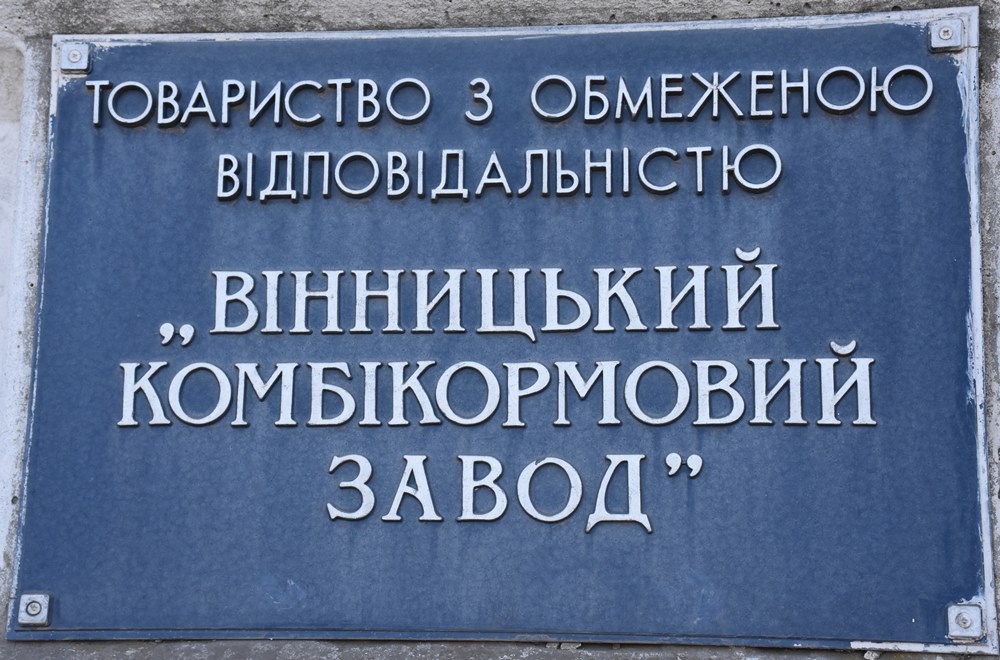 ТОВАРИСТВО З ОБМЕЖЕНОЮ
ВІДПОВІДАЛЬНІСТЮ
„ВІННИЦЬКИЙ
КОМБІКОРМОВИЙ
ЗАВОД”